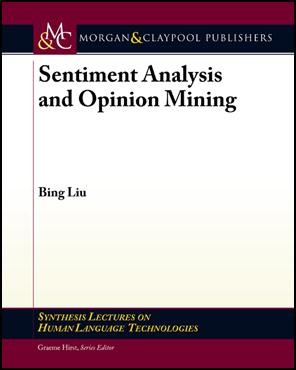 M
&C
MORGAN & CLAYPOOL PUBLISHERS
Sentiment Analysis
and Opinion Mining
Bing Liu
SYNTHESIS LECTURES ON
HUMAN LANGUAGE TECHNOLOGIES
Graeme Hirst, Series Editor